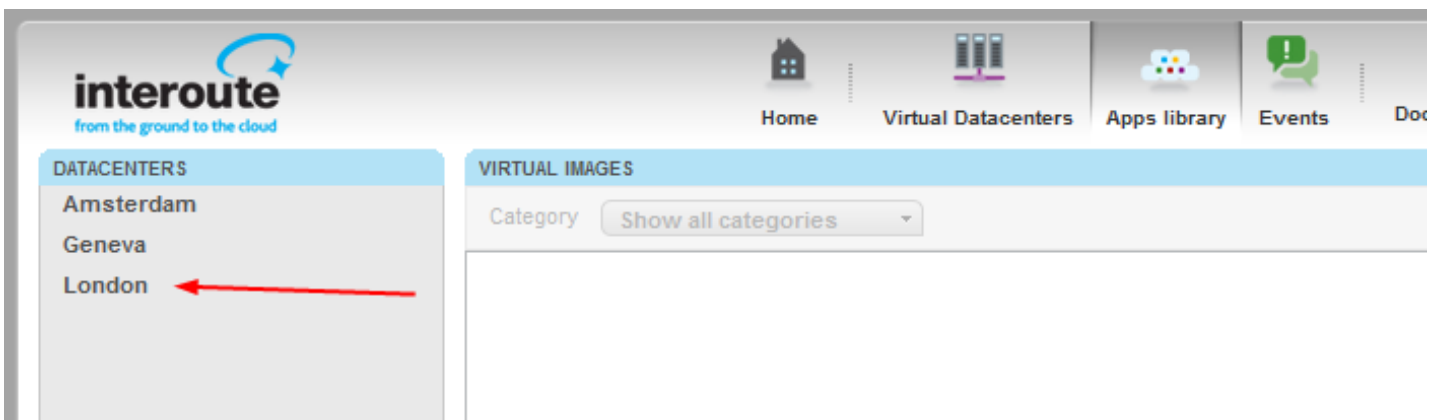 interoute
from the ground to the cloud
Home
Virtual Datacenters
Apps library
Events
DATACENTERS
Amsterdam
Geneva
London
VIRTUAL IMAGES
Category
Show all categories